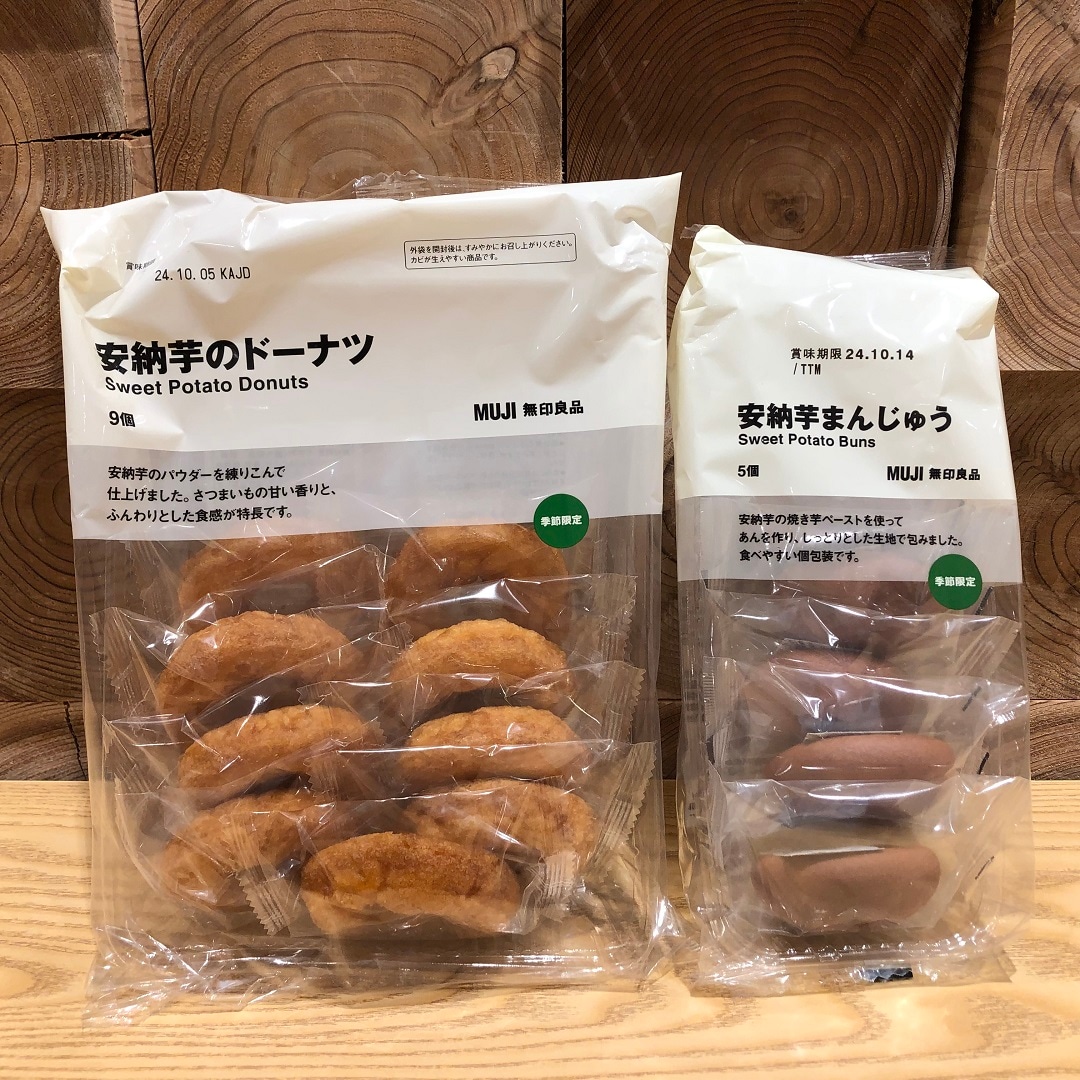 賞味期限
24.10.05 KAJD
外袋を開封後は、すみやかにお召し上がりください。
カビが生えやすい商品です。
安納芋のドーナツ
Sweet Potato Donuts
9個
MUJI 無印良品
安納芋のパウダーを練りこんで
仕上げました。さつまいもの甘い香りと、
ふんわりとした食感が特長です。
季節限定
賞味期限 24.10.14
/TTM
安納芋まんじゅう
Sweet Potato Buns
5個
MUJI 無印良品
安納芋の焼き芋ペーストを使って
あんを作り、しっとりとした生地で包みました。
食べやすい個包装です。
季節限定